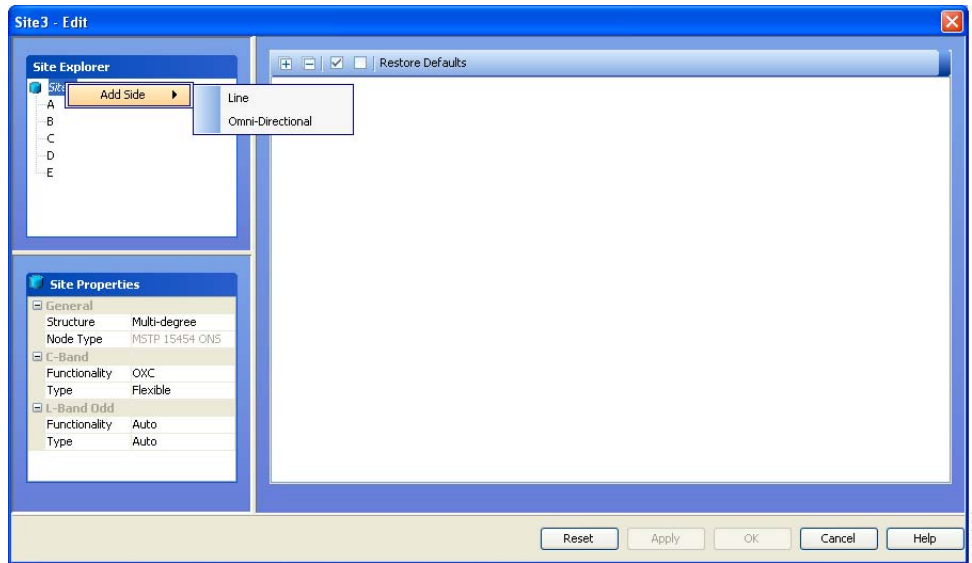 Site3 - Edit
Site Explorer
Restore Defaults
Add Side
Line
Omni-Directional
A
B
C
D
E
Site Properties
General
Structure Multi-degree
Node Type MSTP 15454 ONS
C-Band
Functionality OXC
Type Flexible
L-Band Odd
Functionality Auto
Type Auto
Reset
Apply
OK
Cancel
Help